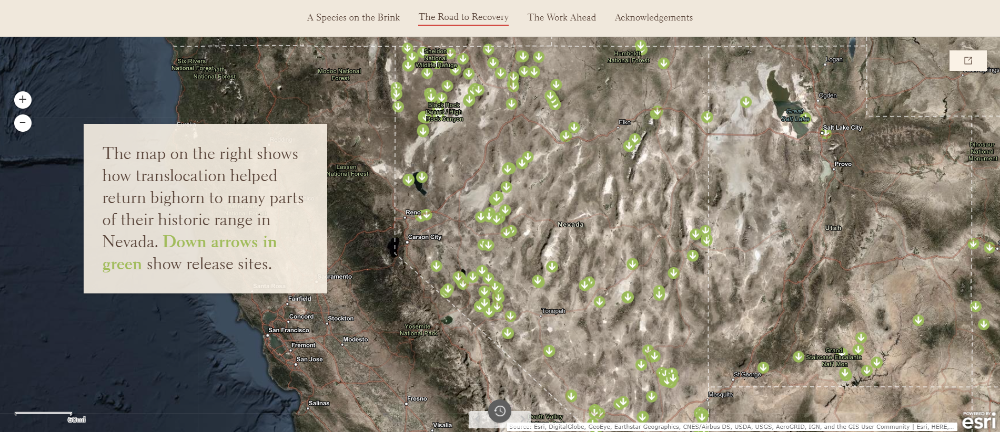 A Species on the Brink
The Road to Recovery
The Work Ahead
Acknowledgements
Six Rivers
National Forest
National Forest
Modoc National
Forest
Sheldon
National
Wildlife Refuge
Humboldt
National Forest
Logan
+
-
Black Rock
Desert / High
Rock Canyon
Ogden
Great
Salt Lake
Salt Lake City
Elko
Eureka
Redding
Dinosaur
National
Monument
Provo
Lassen
National Forest
The map on the right shows
how translocation helped
return bighorn to many parts
of their historic range in
Nevada. Down arrows in
green show release sites.
Reno
Carson City
Nevada
Utah
Sacramento
Santa Rosa
Fairfield
Concord
Stockton
San Francisco
Tonopah
Yosemite
National Park
Modesto
Fremont
San Jose
Grand
Staircase-Escalante
Nat'l Mon
St George
Mesquite
Fresno
Salinas
60mi
Visalia
Death Valley
POWERED BY
esri
Source: Esri, DigitalGlobe, GeoEye, Earthstar Geographics, CNES/Airbus DS, USDA, USGS, AeroGRID, IGN, and the GIS User Community | Esri, HERE,...